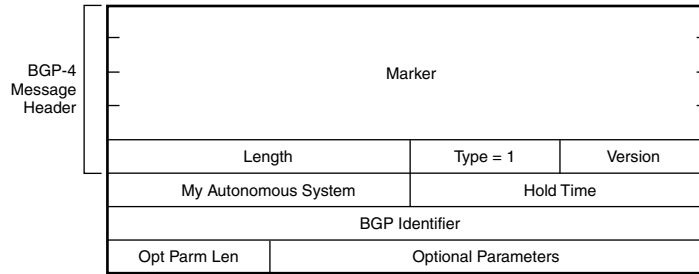 BGP-4
Message
Header
Marker
Length Type = 1 Version
My Autonomous System Hold Time
BGP Identifier
Opt Parm Len Optional Parameters